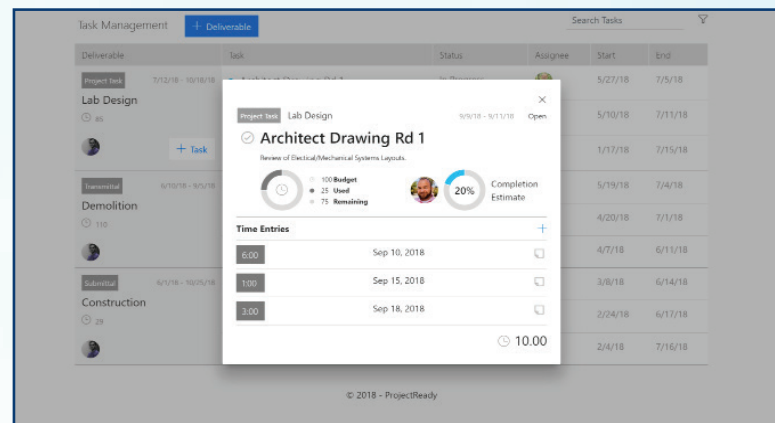 Task Management
+ Deliverable
Search Tasks
Deliverable Task Status Assignee Start End
Project Task 7/12/18 - 10/18/18
Lab Design
85
+ Task
Transmittal 6/10/18 - 9/5/18
Demolition
110
Submittal 6/1/18 - 10/25/18
Construction
29
5/27/18 7/5/18
5/10/18 7/11/18
1/17/18 7/15/18
5/19/18 7/4/18
4/20/18 7/1/18
4/7/18 6/11/18
3/8/18 6/14/18
2/24/18 6/17/18
2/4/18 7/16/18
Project Task Lab Design 9/9/18 - 9/11/18 Open
Architect Drawing Rd 1
Review of Electical/Mechanical Systems Layouts.
100 Budget
25 Used
75 Remaining
20%
Completion
Estimate
Time Entries +
6:00 Sep 10, 2018
1:00 Sep 15, 2018
3:00 Sep 18, 2018
10.00
© 2018 - ProjectReady